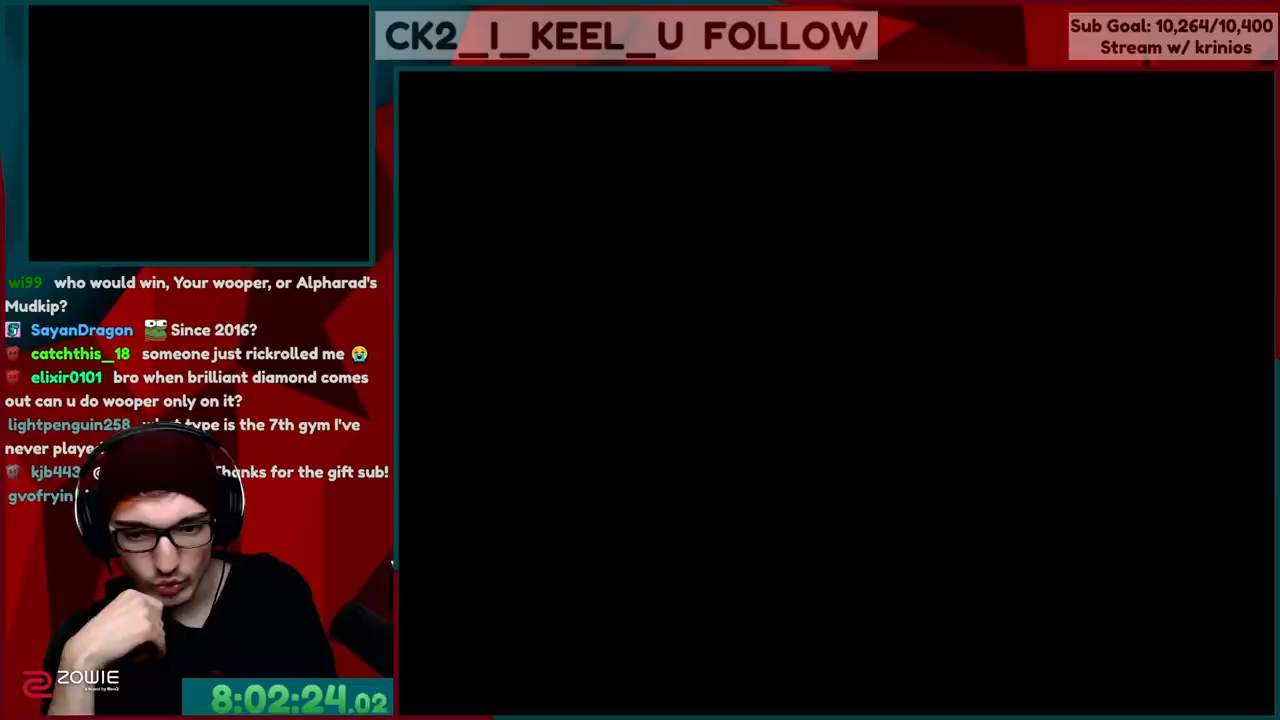 CK2_I_KEEL_U FOLLOW
Sub Goal: 10,264/10,400
Stream w/ krinios
wi99 who would win, Your wooper, or Alpharad's
Mudkip?
SayanDragon Since 2016?
catchthis_18 someone just rickrolled me
elixir0101 bro when brilliant diamond comes
out can u do wooper only on it?
lightpenguin258 type is the 7th gym I've
never played
kjb443 Thanks for the gift sub!
gvofryin
ZOWIE
8:02:24.02